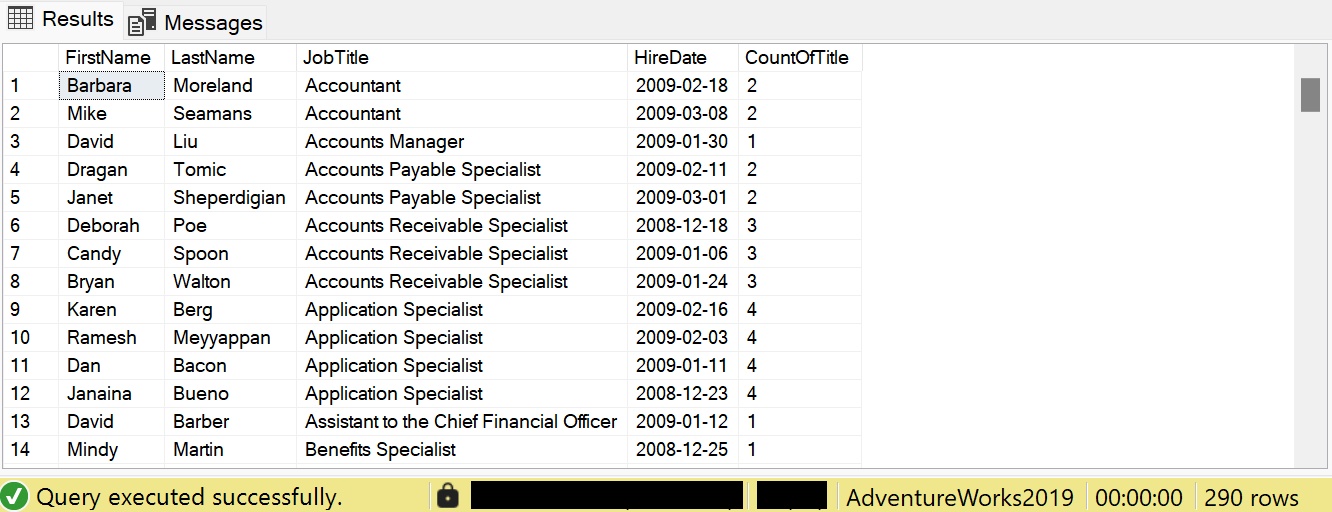 Results Messages
FirstName LastName JobTitle HireDate CountOfTitle
1 Barbara Moreland Accountant 2009-02-18 2
2 Mike Seamans Accountant 2009-03-08 2
3 David Liu Accounts Manager 2009-01-30 1
4 Dragan Tomic Accounts Payable Specialist 2009-02-11 2
5 Janet Sheperdigian Accounts Payable Specialist 2009-03-01 2
6 Deborah Poe Accounts Receivable Specialist 2008-12-18 3
7 Candy Spoon Accounts Receivable Specialist 2009-01-06 3
8 Bryan Walton Accounts Receivable Specialist 2009-01-24 3
9 Karen Berg Application Specialist 2009-02-16 4
10 Ramesh Meyyappan Application Specialist 2009-02-03 4
11 Dan Bacon Application Specialist 2009-01-11 4
12 Janaina Bueno Application Specialist 2008-12-23 4
13 David Barber Assistant to the Chief Financial Officer 2009-01-12 1
14 Mindy Martin Benefits Specialist 2008-12-25 1
Query executed successfully. AdventureWorks2019 00:00:00 290 rows